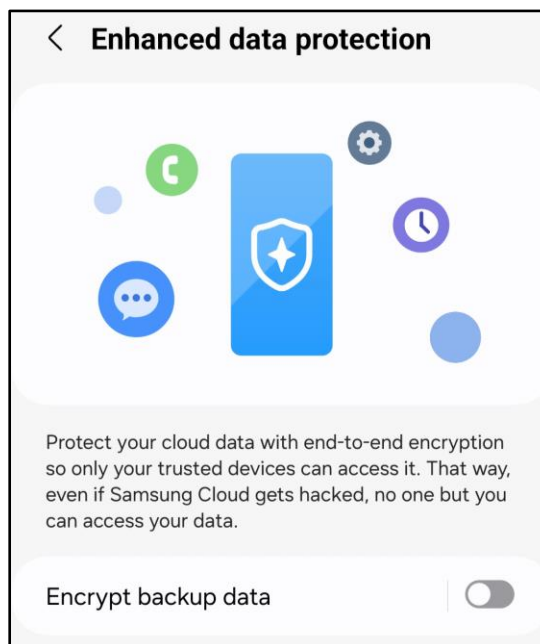 Enhanced data protection
Protect your cloud data with end-to-end encryption
so only your trusted devices can access it. That way,
even if Samsung Cloud gets hacked, no one but you
can access your data.
Encrypt backup data